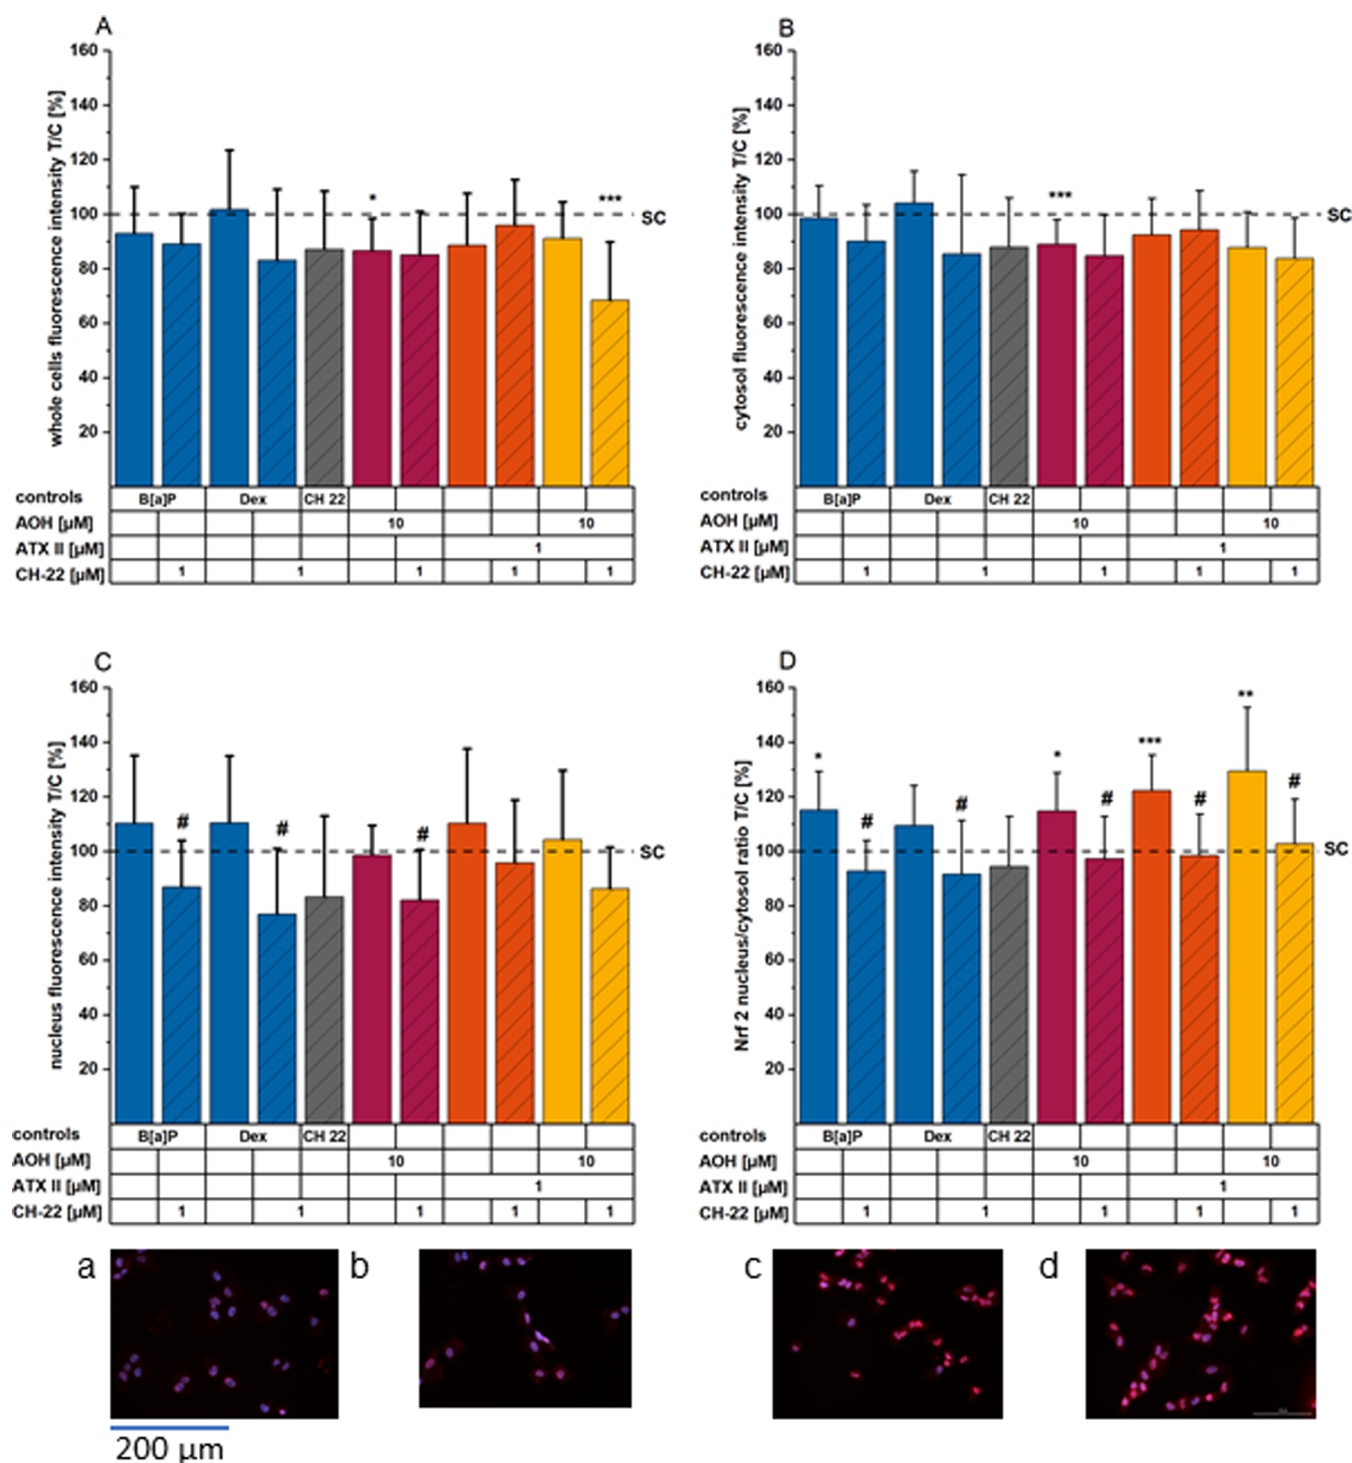 A
160
140
120
100
80
60
40
20
whole cells fluorescence intensity T/C [%]
*
***
SC
controls B[a]P Dex CH 22
AOH [µM] 10 10
ATX II [µM] 1
CH-22 [µM] 1 1 1 1 1
B
160
140
120
100
80
60
40
20
cytosol fluorescence intensity T/C [%]
***
SC
controls B[a]P Dex CH 22
AOH [µM] 10 10
ATX II [µM] 1
CH-22 [µM] 1 1 1 1 1
C
160
140
120
100
80
60
40
20
nucleus fluorescence intensity T/C [%]
# # #
SC
controls B[a]P Dex CH 22
AOH [µM] 10 10
ATX II [µM] 1
CH-22 [µM] 1 1 1 1 1
D
160
140
120
100
80
60
40
20
Nrf 2 nucleus/cytosol ratio T/C [%]
* # # * # *** # ** #
SC
controls B[a]P Dex CH 22
AOH [µM] 10 10
ATX II [µM] 1
CH-22 [µM] 1 1 1 1 1
a b c d
200 µm